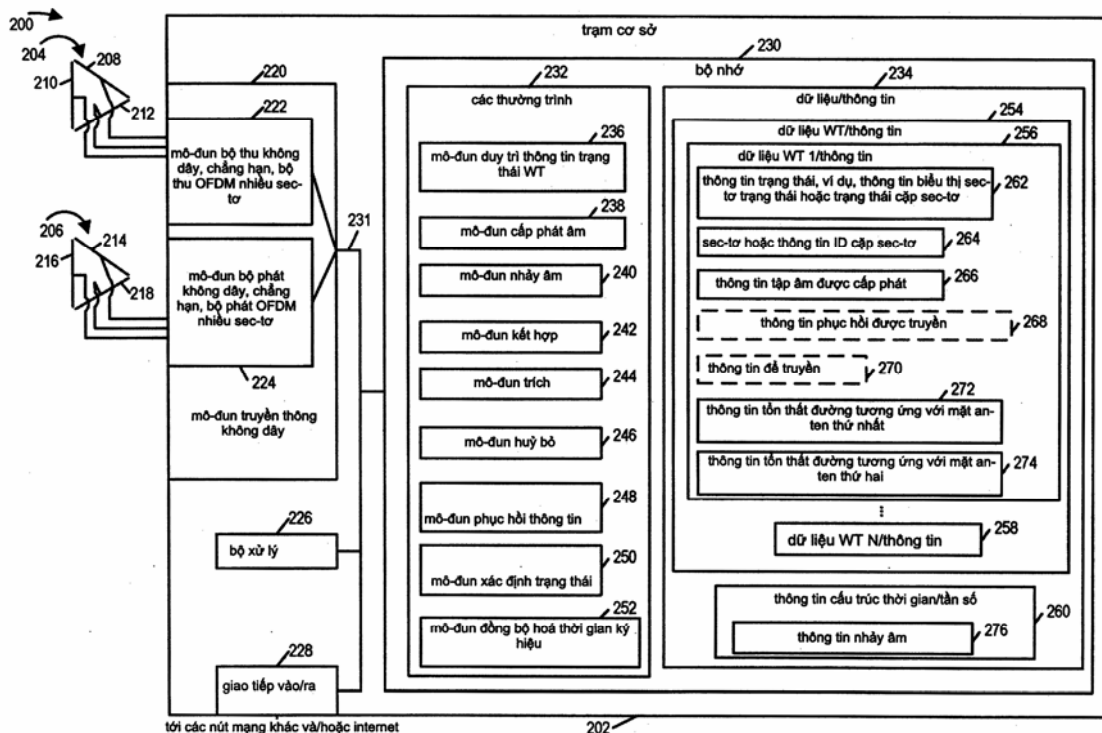 200
204
208
210
212
206
214
216
218
trạm cơ sở
220
222
mô-đun bộ thu không
dây, chẳng hạn, bộ
thu OFDM nhiều sec-
tơ
mô-đun bộ phát
không dây, chẳng
hạn, bộ phát OFDM
nhiều sec-tơ
224
mô-đun truyền thông
không dây
226
bộ xử lý
228
giao tiếp vào/ra
tới các nút mạng khác và/hoặc internet
202
231
230
bộ nhớ
232
các thường trình
236
mô-đun duy trì thông tin trạng
thái WT
238
mô-đun cấp phát âm
mô-đun nhảy âm
240
mô-đun kết hợp
242
mô-đun trích
244
mô-đun huỷ bỏ
246
248
mô-đun phục hồi thông tin
250
mô-đun xác định trạng thái
252
mô-đun đồng bộ hoá thời gian ký
hiệu
234
dữ liệu/thông tin
254
dữ liệu WT/thông tin
256
dữ liệu WT 1/thông tin
thông tin trạng thái, ví dụ, thông tin biểu thị sec-
tơ trạng thái hoặc trạng thái cặp sec-tơ
262
sec-tơ hoặc thông tin ID cặp sec-tơ
264
thông tin tập âm được cấp phát
266
thông tin phục hồi được truyền
268
thông tin để truyền
270
272
thông tin tổn thất đường tương ứng với mặt an-
ten thứ nhất
thông tin tổn thất đường tương ứng với mặt an-
ten thứ hai
274
dữ liệu WT N/thông tin
258
thông tin cấu trúc thời gian/tần số
260
thông tin nhảy âm
276